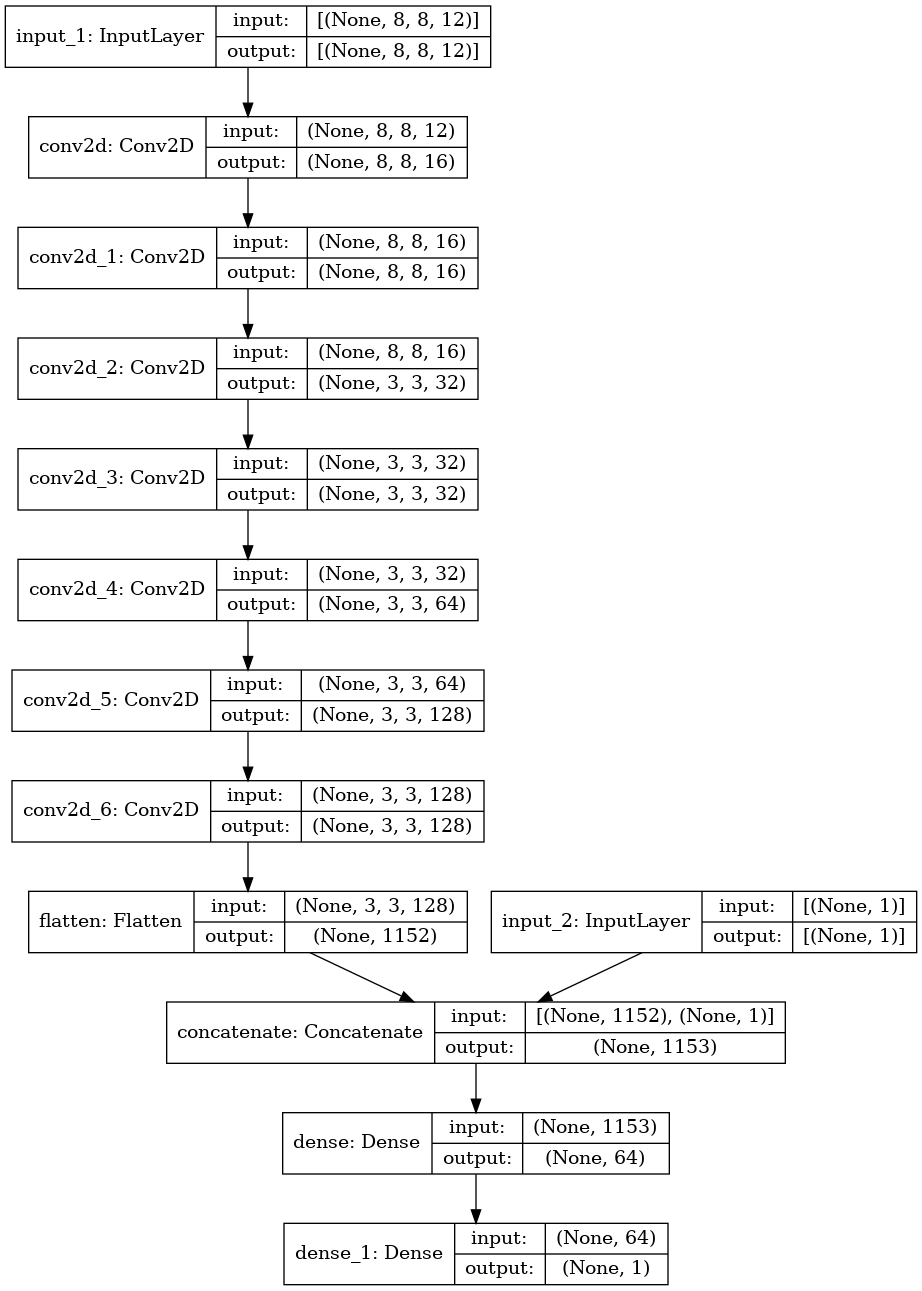 input_1: InputLayer
input: [(None, 8, 8, 12)]
output: [(None, 8, 8, 12)]
conv2d: Conv2D
input: (None, 8, 8, 12)
output: (None, 8, 8, 16)
conv2d_1: Conv2D
input: (None, 8, 8, 16)
output: (None, 8, 8, 16)
conv2d_2: Conv2D
input: (None, 8, 8, 16)
output: (None, 3, 3, 32)
conv2d_3: Conv2D
input: (None, 3, 3, 32)
output: (None, 3, 3, 32)
conv2d_4: Conv2D
input: (None, 3, 3, 32)
output: (None, 3, 3, 64)
conv2d_5: Conv2D
input: (None, 3, 3, 64)
output: (None, 3, 3, 128)
conv2d_6: Conv2D
input: (None, 3, 3, 128)
output: (None, 3, 3, 128)
flatten: Flatten
input: (None, 3, 3, 128)
output: (None, 1152)
input_2: InputLayer
input: [(None, 1)]
output: [(None, 1)]
concatenate: Concatenate
input: [(None, 1152), (None, 1)]
output: (None, 1153)
dense: Dense
input: (None, 1153)
output: (None, 64)
dense_1: Dense
input: (None, 64)
output: (None, 1)